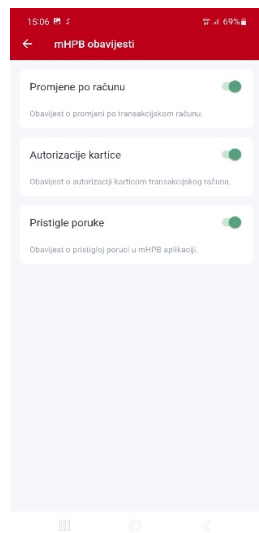 15:06 69%
← mHPB obavijesti
Promjene po računu
Obavijest o promjeni po transakcijskom računu.
Autorizacije kartice
Obavijest o autorizaciji karticom transakcijskog računa.
Pristigle poruke
Obavijest o pristigloj poruci u mHPB aplikaciji.